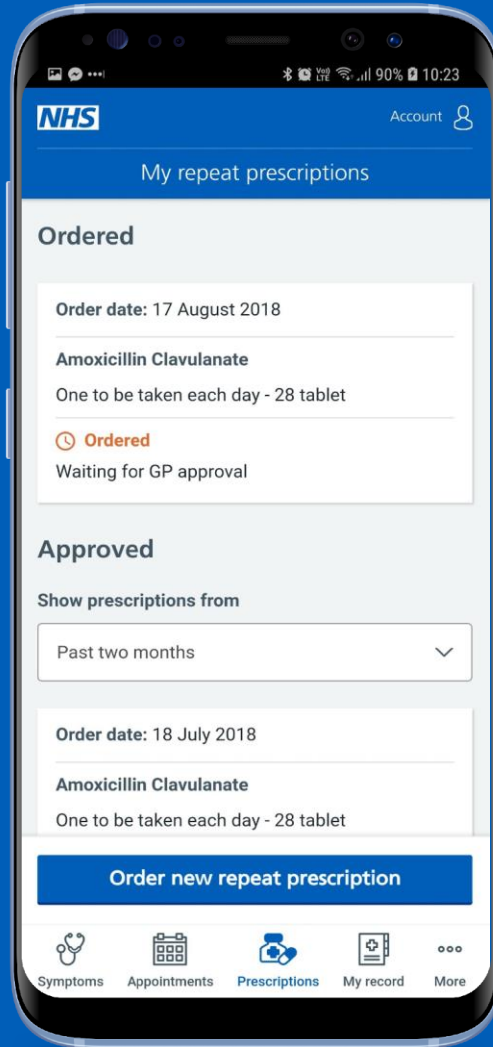 90% 10:23
NHS
Account
My repeat prescriptions
Ordered
Order date: 17 August 2018
Amoxicillin Clavulanate
One to be taken each day - 28 tablet
Ordered
Waiting for GP approval
Approved
Show prescriptions from
Past two months
Order date: 18 July 2018
Amoxicillin Clavulanate
One to be taken each day - 28 tablet
Order new repeat prescription
Symptoms Appointments Prescriptions My record More